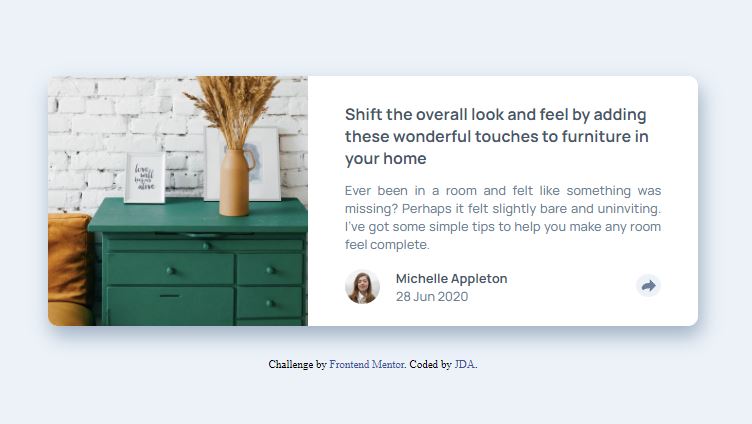 love
will
alive
Shift the overall look and feel by adding
these wonderful touches to furniture in
your home
Ever been in a room and felt like something was
missing? Perhaps it felt slightly bare and uninviting.
I've got some simple tips to help you make any room
feel complete.
Michelle Appleton
28 Jun 2020
Challenge by Frontend Mentor. Coded by JDA.